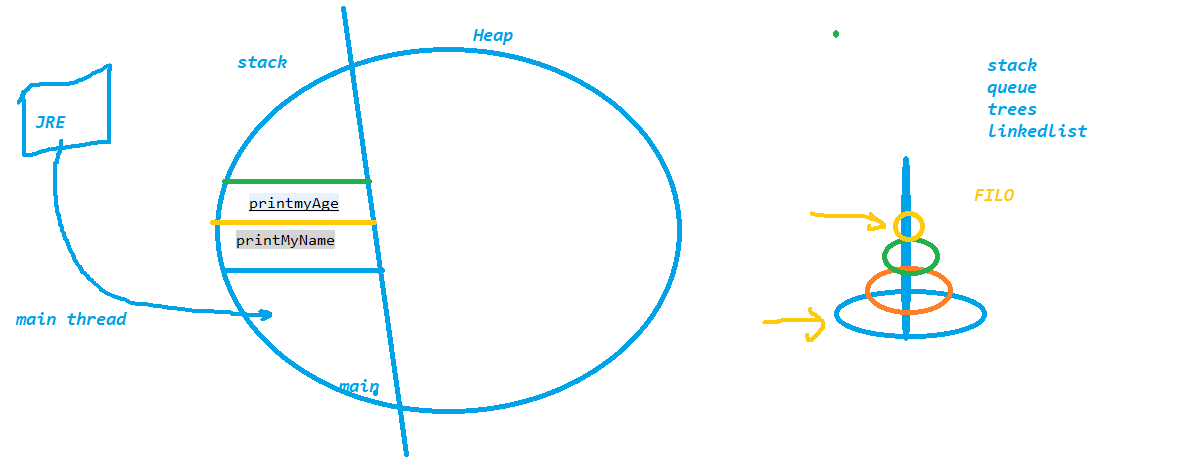 Heap
stack
JRE
printmyAge
printMyName
main thread
main
stack
queue
trees
linkedlist
FILO